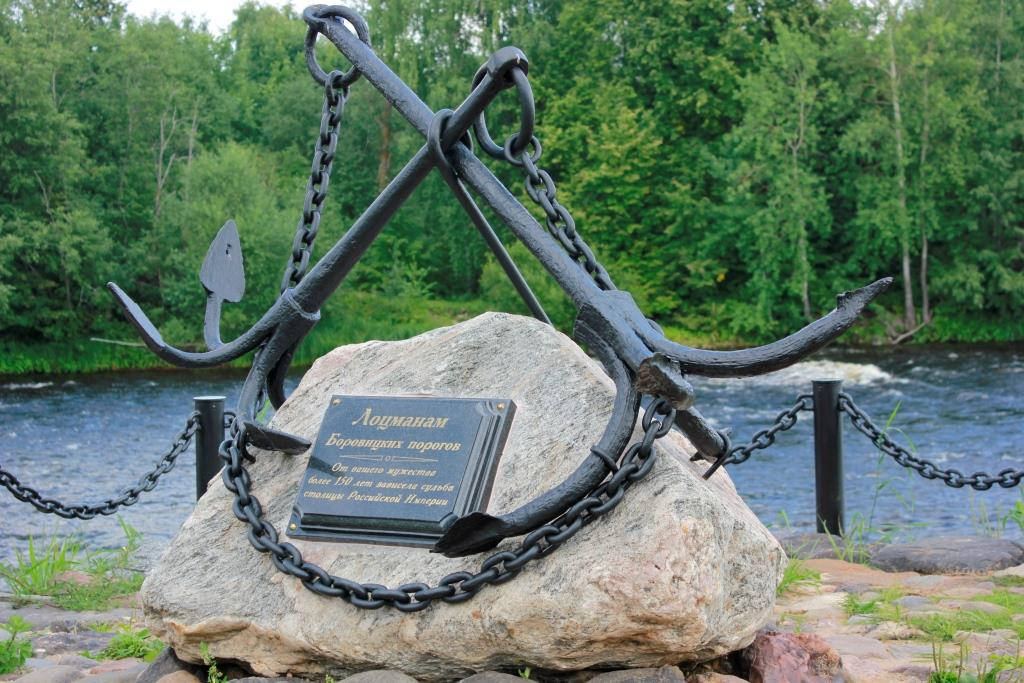 Лоцманам
Боровицких порогов
От вашего мужества
более 150 лет зависела судьба
столицы Российской Империи